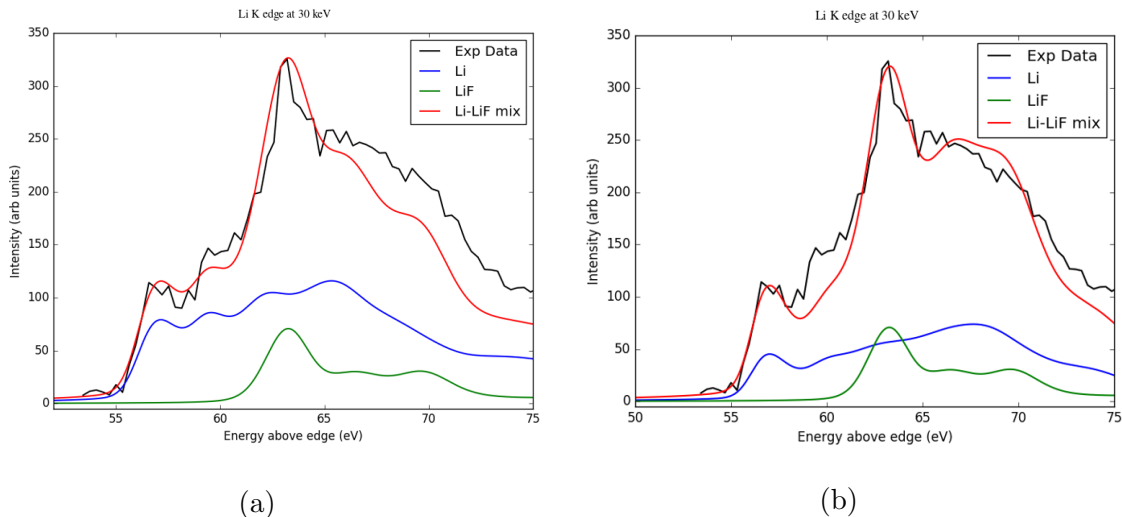 Li K edge at 30 keV
350
300
250
200
150
100
50
0
Intensity (arb units)
55
60
65
70
75
Energy above edge (eV)
Exp Data
Li
LiF
Li-LiF mix
(a)
Li K edge at 30 keV
350
300
250
200
150
100
50
0
Intensity (arb units)
50
55
60
65
70
75
Energy above edge (eV)
Exp Data
Li
LiF
Li-LiF mix
(b)